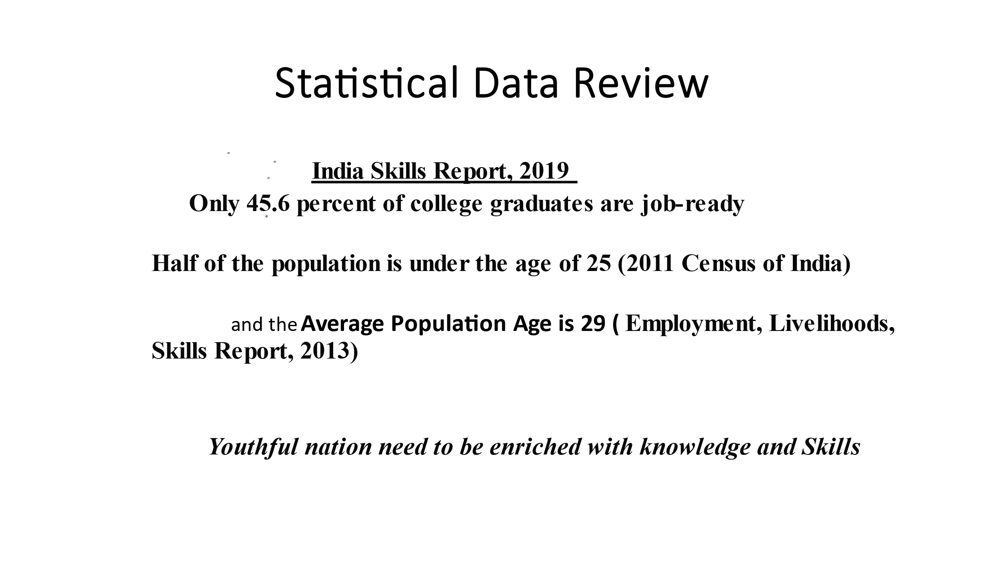 Statistical Data Review
India Skills Report, 2019
Only 45.6 percent of college graduates are job-ready
Half of the population is under the age of 25 (2011 Census of India)
and the Average Population Age is 29 ( Employment, Livelihoods,
Skills Report, 2013)
Youthful nation need to be enriched with knowledge and Skills